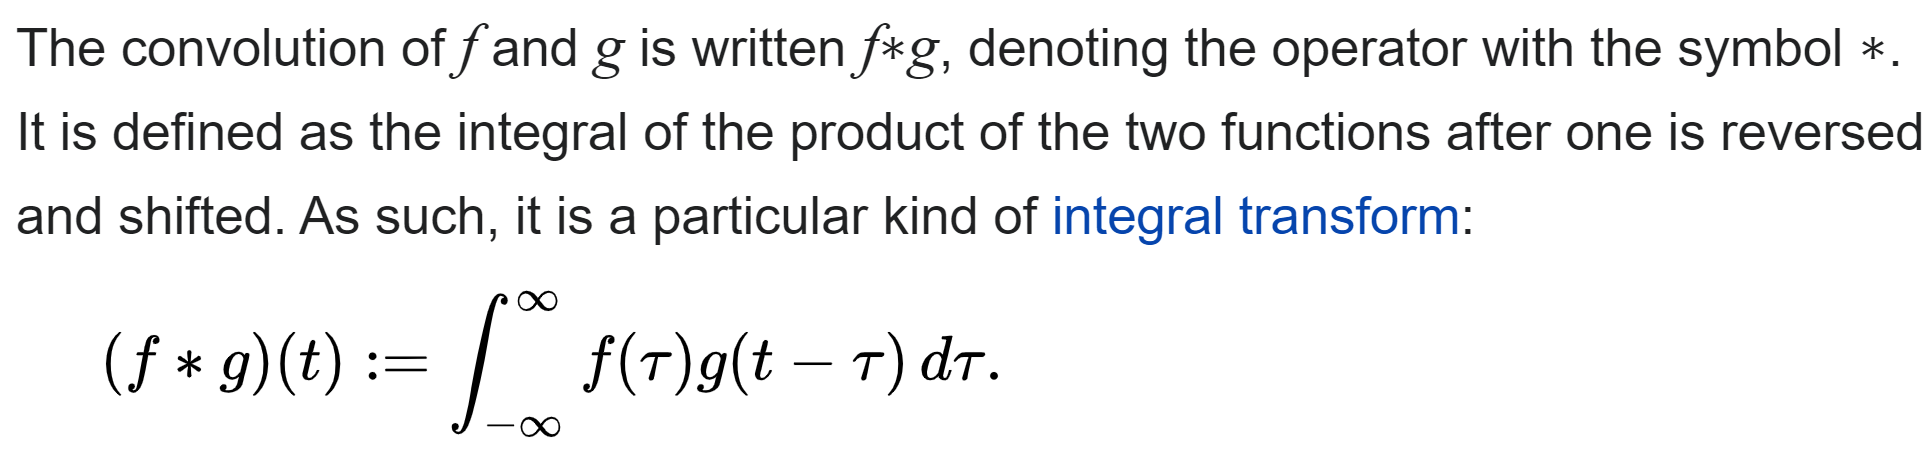 The convolution of f and g is written f∗g, denoting the operator with the symbol ∗.
It is defined as the integral of the product of the two functions after one is reversed
and shifted. As such, it is a particular kind of integral transform:
(f ∗ g)(t) := ∫_{−∞}^{∞} f(τ)g(t − τ) dτ.